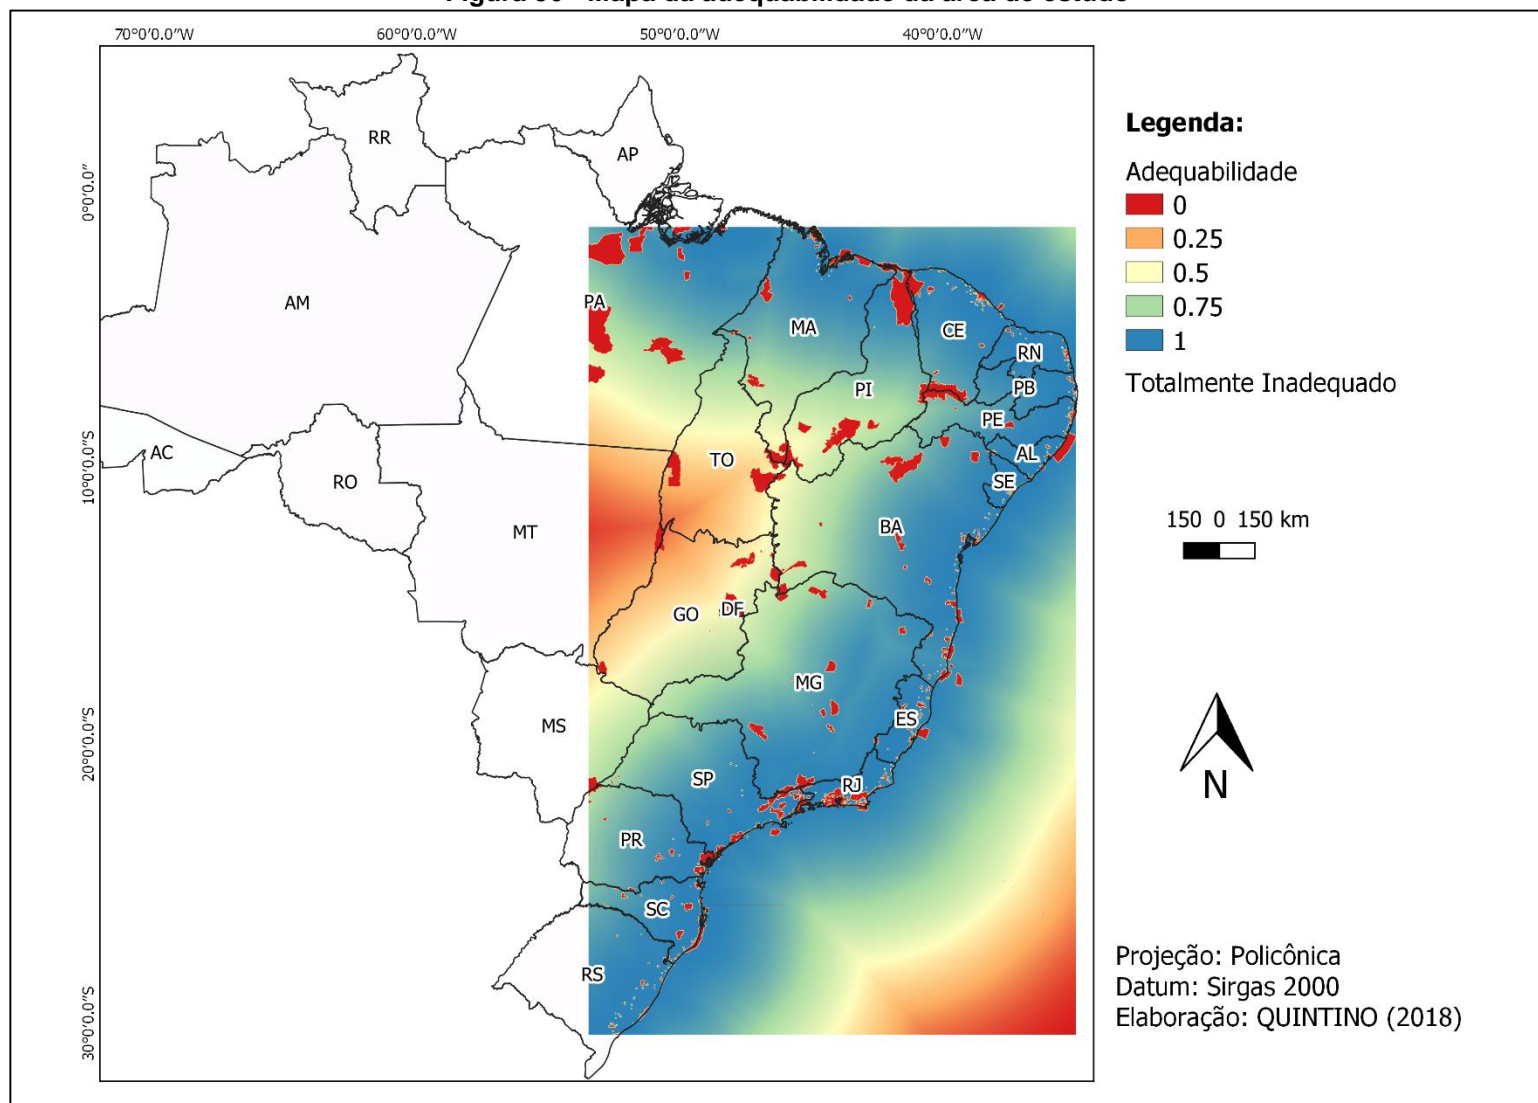 70°0'0.0"W 60°0'0.0"W 50°0'0.0"W 40°0'0.0"W
0°0'0.0"
10°0'0.0"S
20°0'0.0"S
30°0'0.0"S
RR
AP
AM
PA
MA
CE
RN
PB
PI
PE
AL
SE
AC
RO
TO
MT
BA
GO
DF
MG
ES
MS
SP
RJ
PR
SC
RS
Legenda:
Adequabilidade
0
0.25
0.5
0.75
1
Totalmente Inadequado
150 0 150 km
N
Projeção: Policônica
Datum: Sirgas 2000
Elaboração: QUINTINO (2018)